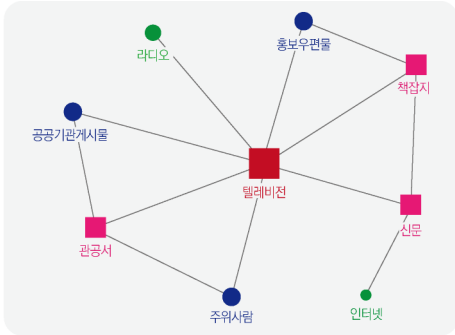 홍보우편물
라디오
책잡지
공공기관게시물
텔레비전
신문
관공서
주위사람
인터넷